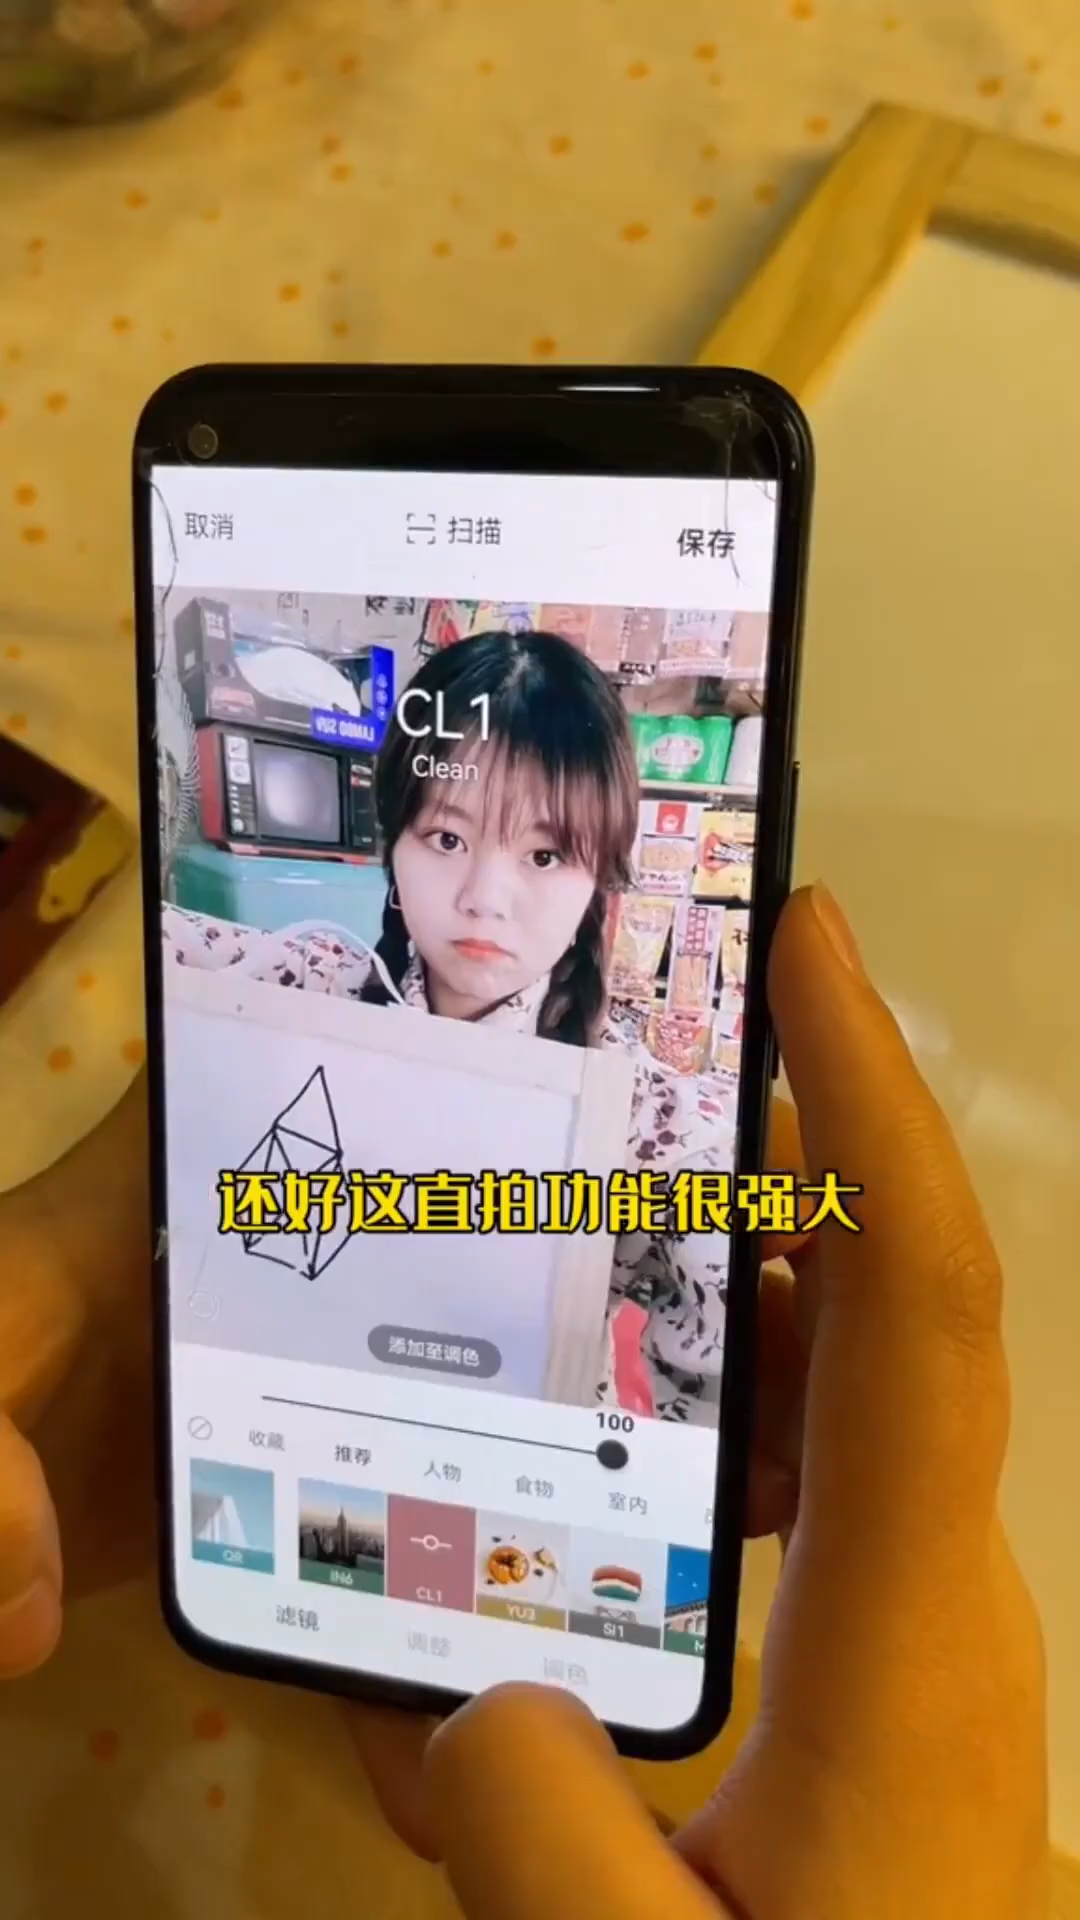 取消
扫描
保存
CL1
Clean
还好这直拍功能很强大
添加至调色
100
收藏
推荐
人物
食物
室内
QR
IN6
CL1
YU3
SI1
M
滤镜
调整
调色